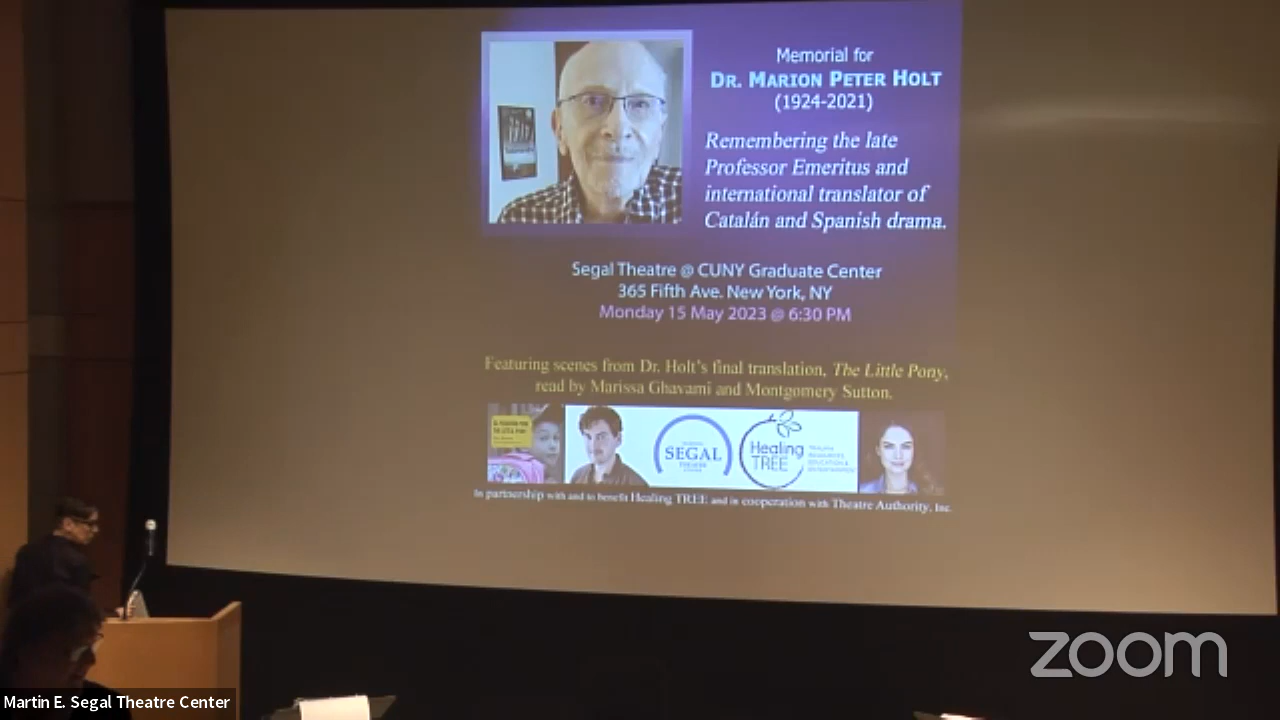 Memorial for
DR. MARION PETER HOLT
(1924-2021)
Remembering the late
Professor Emeritus and
international translator of
Catalán and Spanish drama.
Segal Theatre @ CUNY Graduate Center
365 Fifth Ave. New York, NY
Monday 15 May 2023 @ 6:30 PM
Featuring scenes from Dr. Holt's final translation, The Little Pony,
read by Marissa Ghavami and Montgomery Sutton.
SEGAL
THEATRE
Healing
TREE
In partnership with and to benefit Healing TREE and in cooperation with Theatre Authority, Inc.
zoom
Martin E. Segal Theatre Center